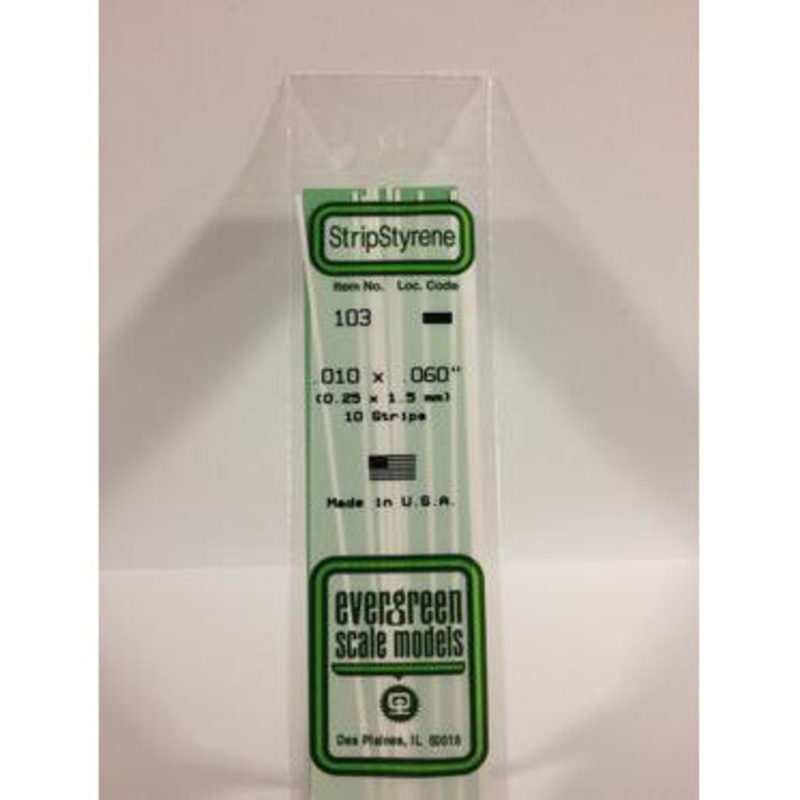 StripStyrene
Item No. Loc. Code
103
.010 x .060"
(0.25 x 1.5 mm)
10 Strips
Made in U.S.A.
evergreen
scale models
Des Plaines, IL 60018